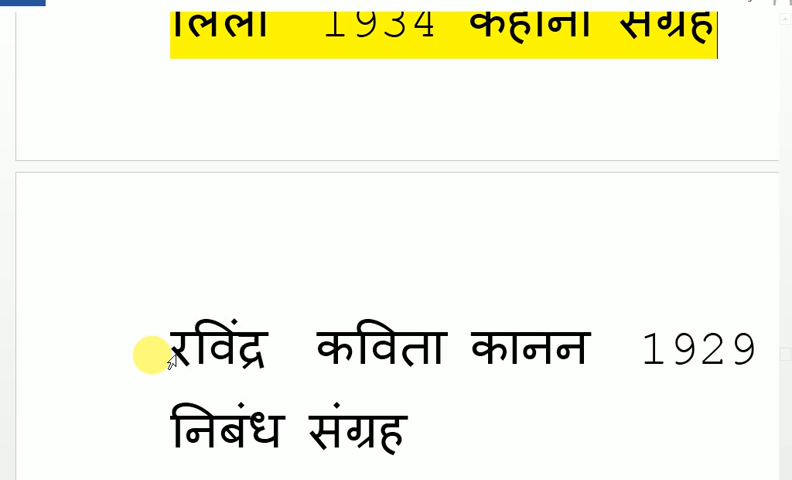 लिली 1934 कहानी संग्रह
रविंद्र कविता कानन 1929
निबंध संग्रह